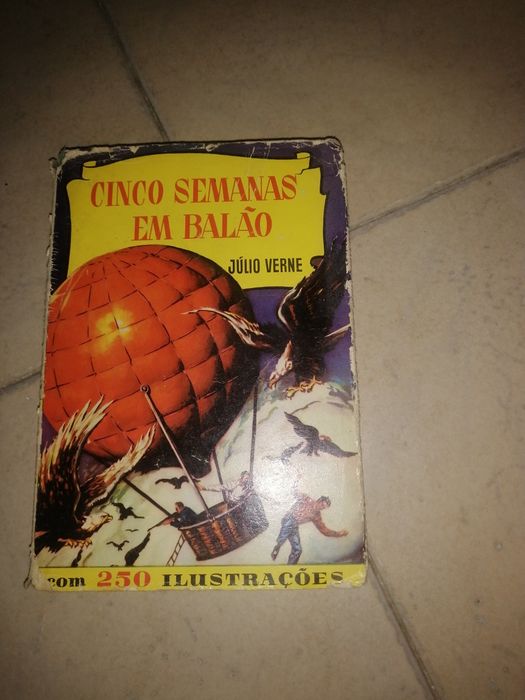 CINCO SEMANAS
EM BALÃO
JÚLIO VERNE
com 250 ILUSTRAÇÕES